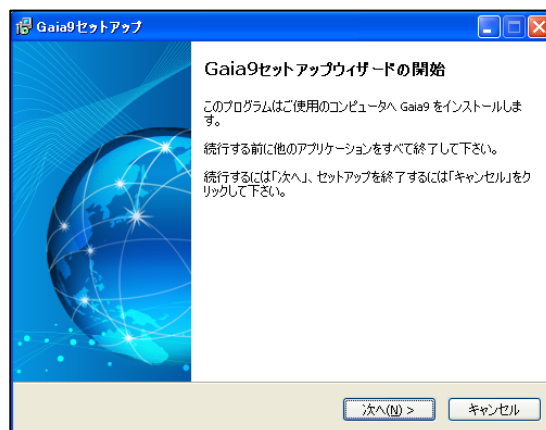 Gaia9セットアップ
Gaia9セットアップウィザードの開始
このプログラムはご使用のコンピュータへ Gaia9 をインストールしま
す。
続行する前に他のアプリケーションをすべて終了して下さい。
続行するには「次へ」、セットアップを終了するには「キャンセル」をク
リックして下さい。
次へ(N) >
キャンセル